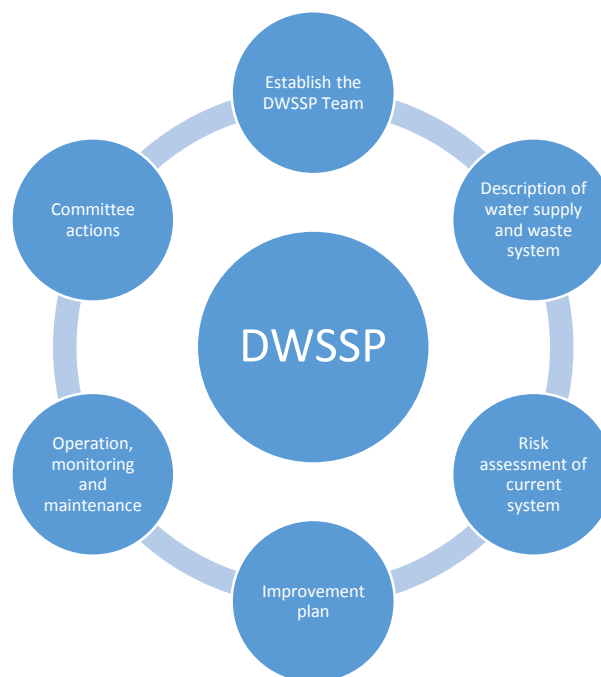 Establish the
DWSSP Team
Description of
water supply
and waste
system
Risk
assessment of
current
system
Improvement
plan
Operation,
monitoring
and
maintenance
Committee
actions
DWSSP